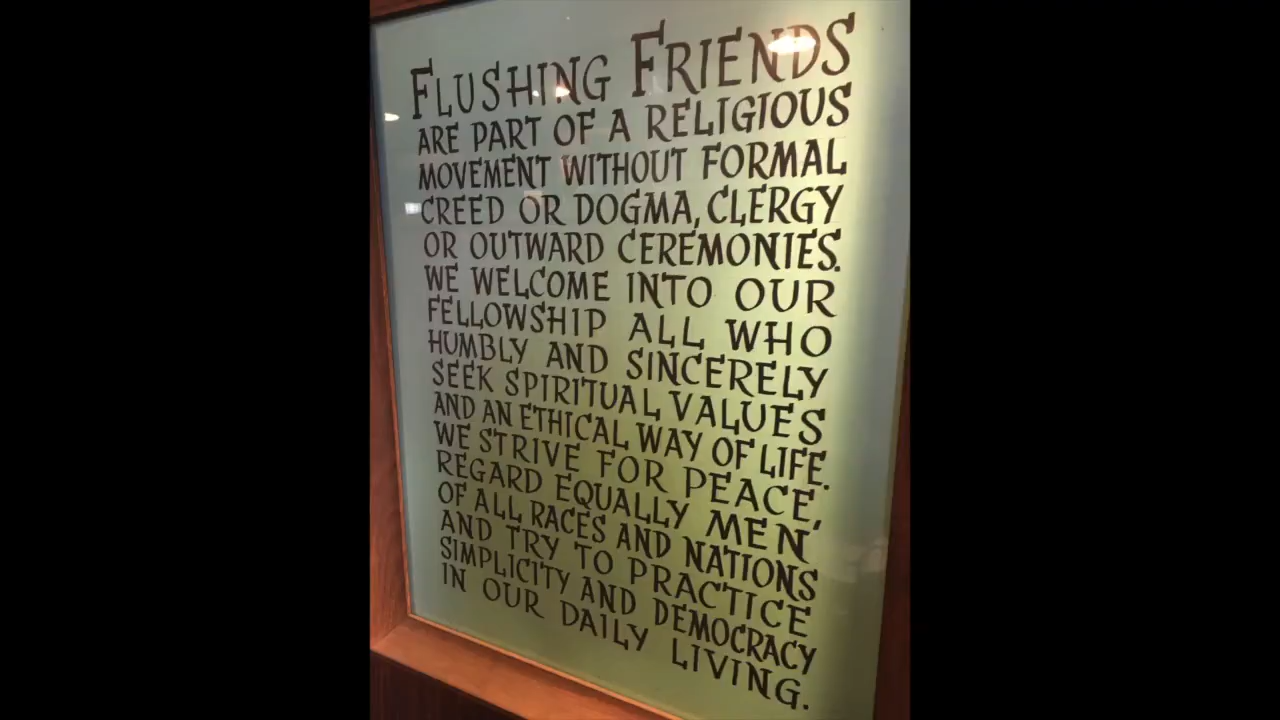 FLUSHING FRIENDS
ARE PART OF A RELIGIOUS
MOVEMENT WITHOUT FORMAL
CREED OR DOGMA, CLERGY
OR OUTWARD CEREMONIES.
WE WELCOME INTO OUR
FELLOWSHIP ALL WHO
HUMBLY AND SINCERELY
SEEK SPIRITUAL VALUES
AND AN ETHICAL WAY OF LIFE.
WE STRIVE FOR PEACE,
REGARD EQUALLY MEN
OF ALL RACES AND NATIONS
AND TRY TO PRACTICE
SIMPLICITY AND DEMOCRACY
IN OUR DAILY LIVING.